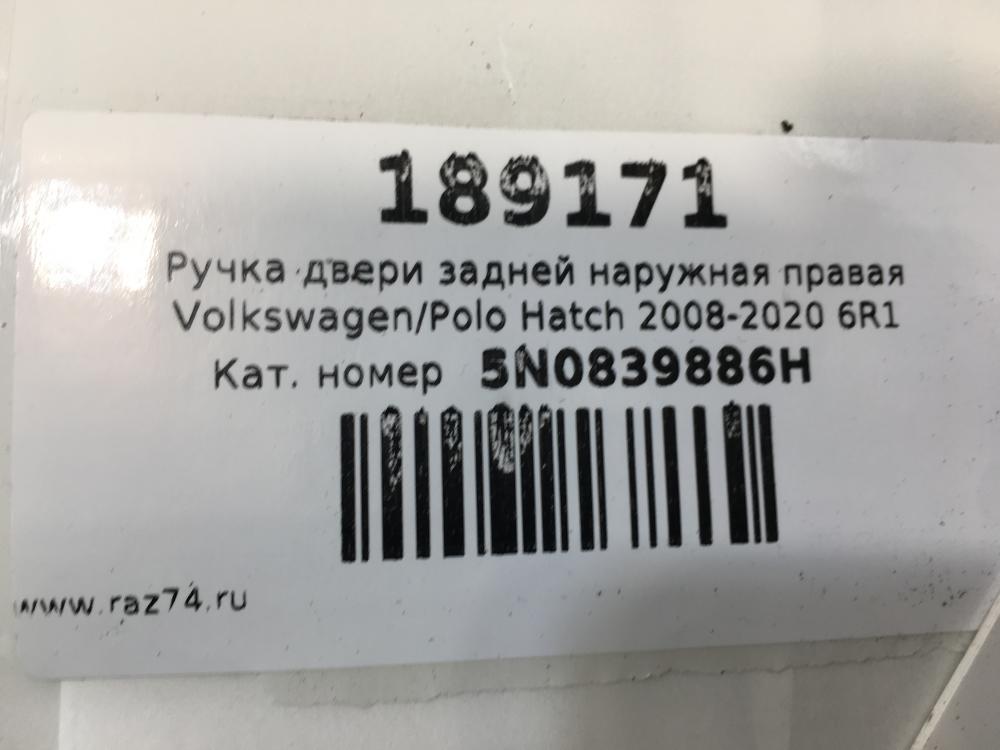 189171
Ручка двери задней наружная правая
Volkswagen/Polo Hatch 2008-2020 6R1
Кат. номер 5N0839886H
www.raz74.ru